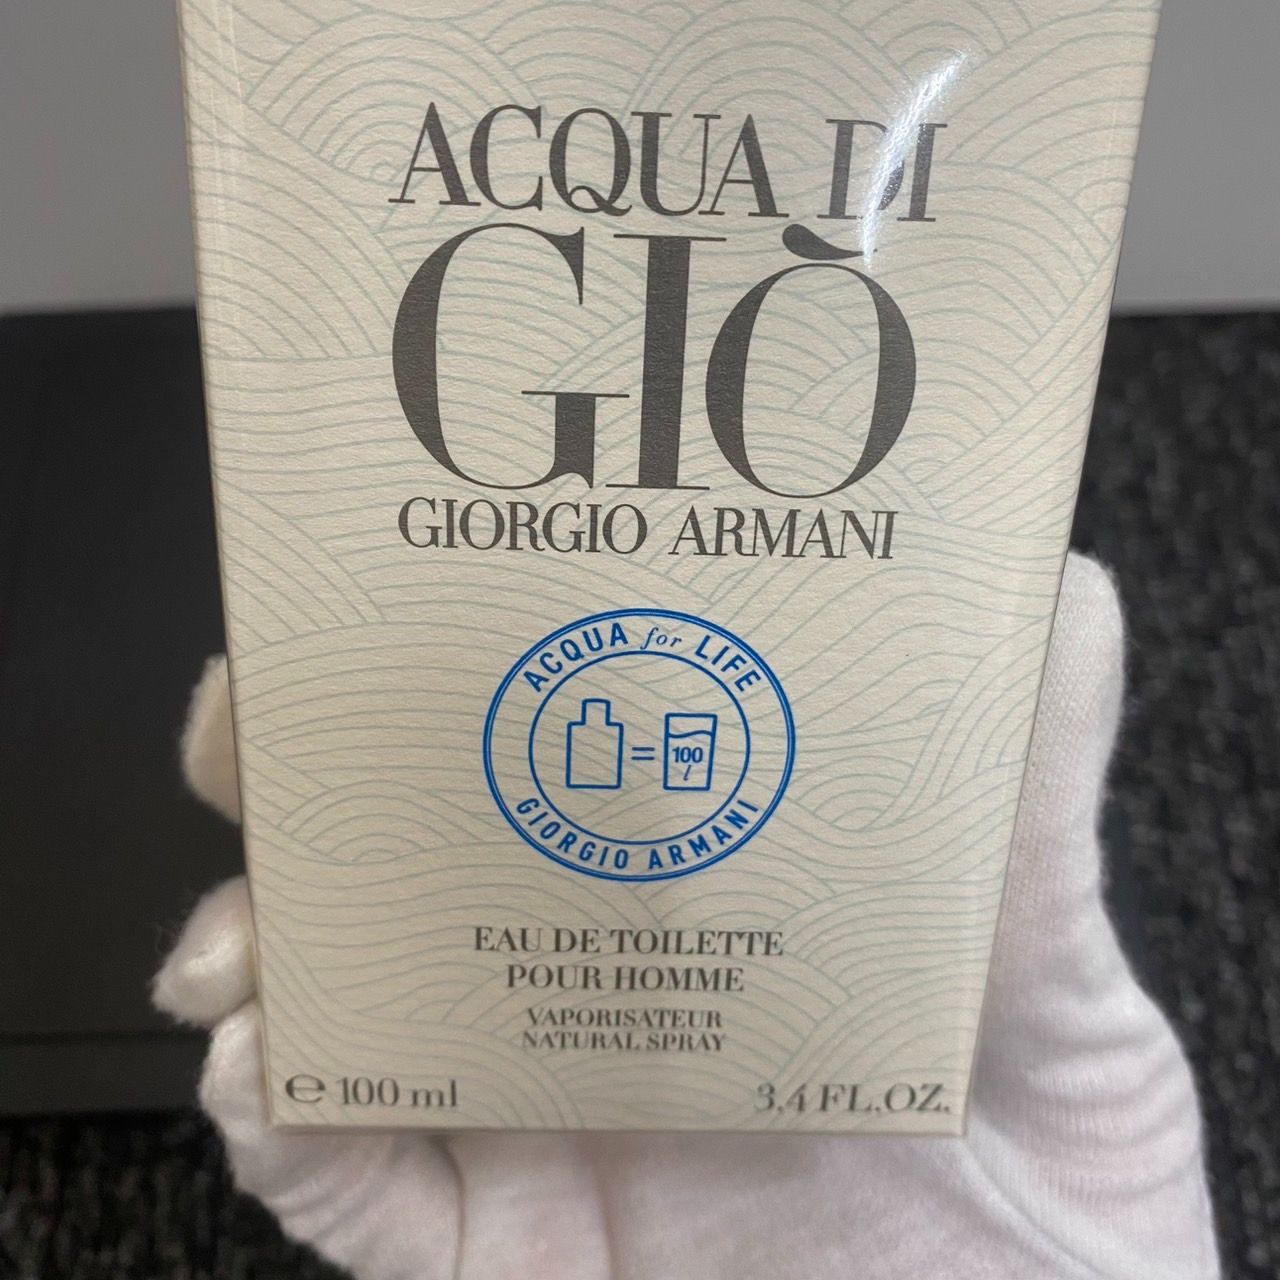 ACQUA DI
GIÒ
GIORGIO ARMANI
ACQUA for LIFE
100
l
GIORGIO ARMANI
EAU DE TOILETTE
POUR HOMME
VAPORISATEUR
NATURAL SPRAY
℮ 100 ml
3,4 FL.OZ.